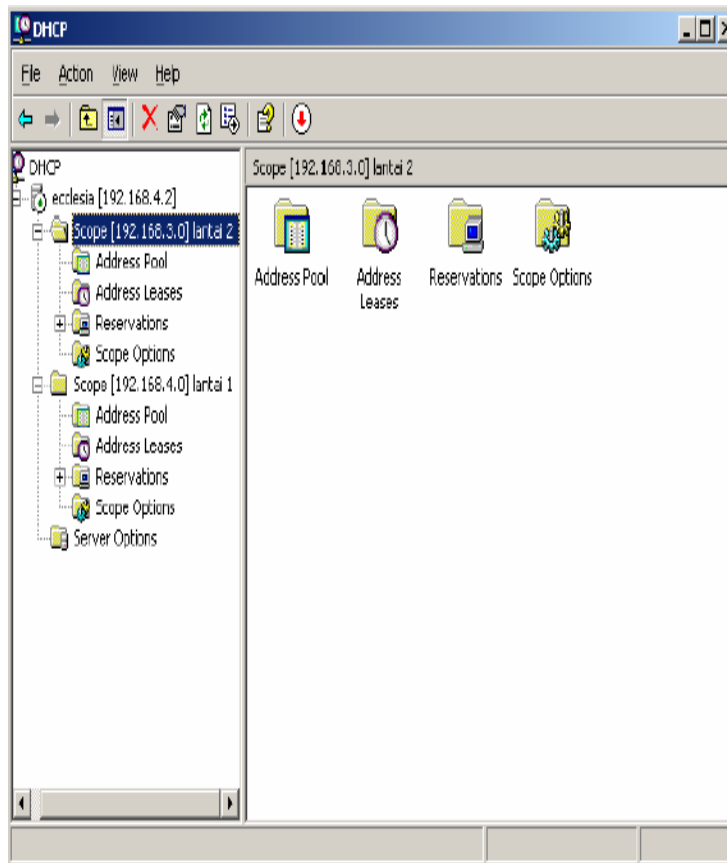 DHCP
File Action View Help
DHCP
ecclesia [192.168.4.2]
Scope [192.168.3.0] lantai 2
Address Pool
Address Leases
Reservations
Scope Options
Scope [192.168.4.0] lantai 1
Address Pool
Address Leases
Reservations
Scope Options
Server Options
Scope [192.168.3.0] lantai 2
Address Pool
Address Leases
Reservations
Scope Options